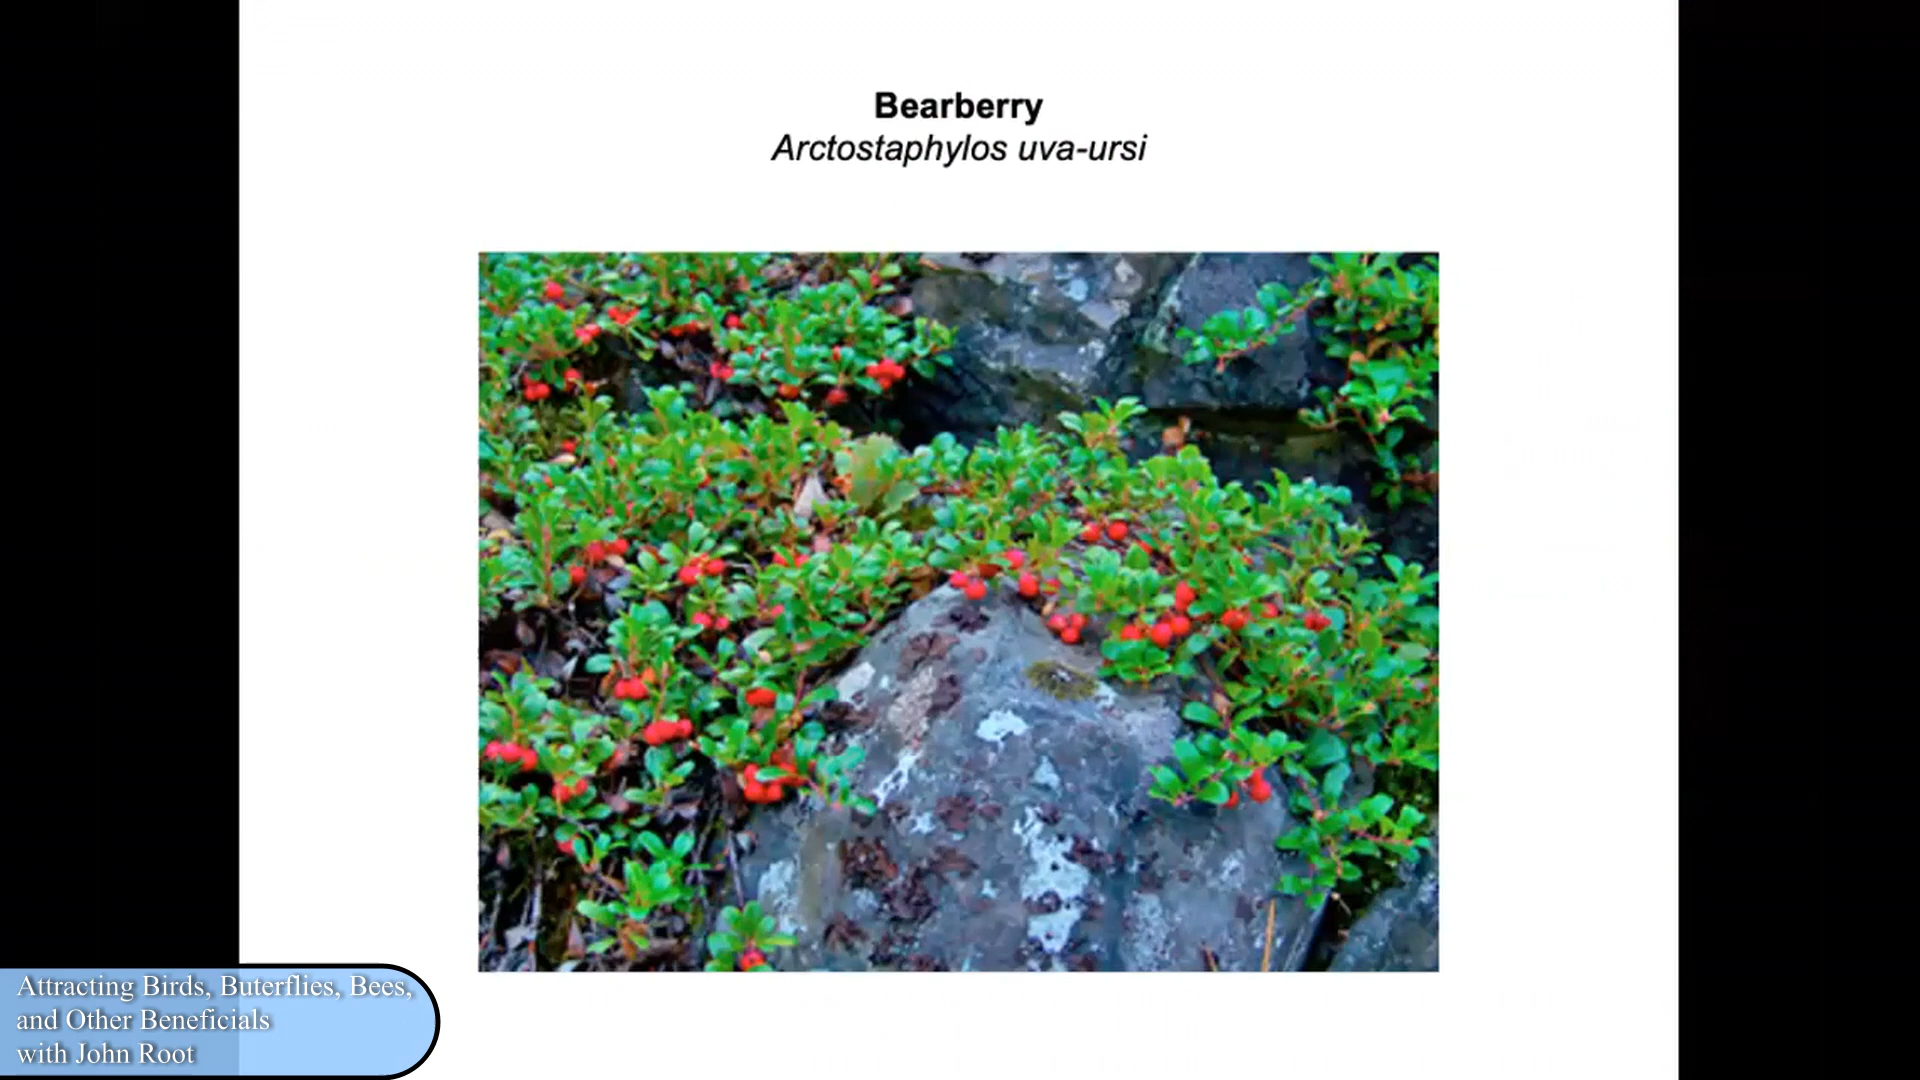 Bearberry
Arctostaphylos uva-ursi
Attracting Birds, Buterflies, Bees,
and Other Beneficials
with John Root